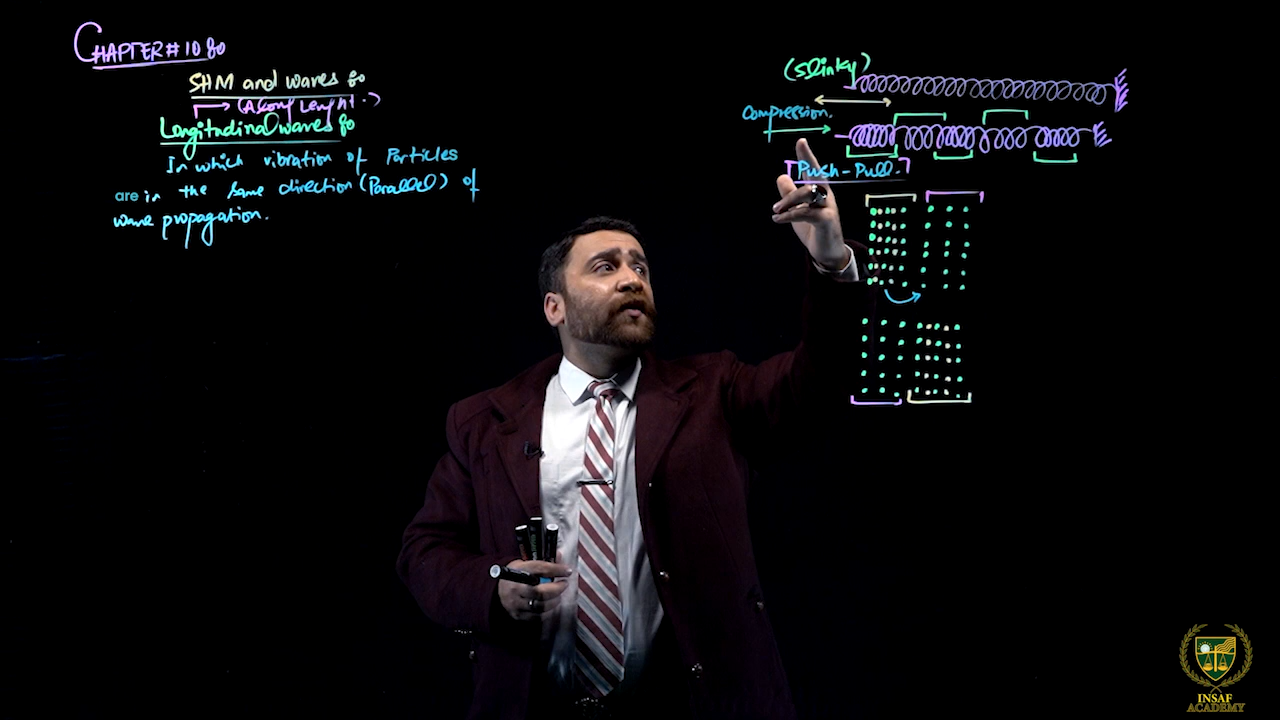 CHAPTER # 10 :-
SHM and waves :-
(Along Lenght.)
Longitudinal waves :-
In which vibration of Particles
are in the same direction (Parallel) of
wave propagation.
(Slinky)
Compression.
Push-Pull.
INSAF
ACADEMY